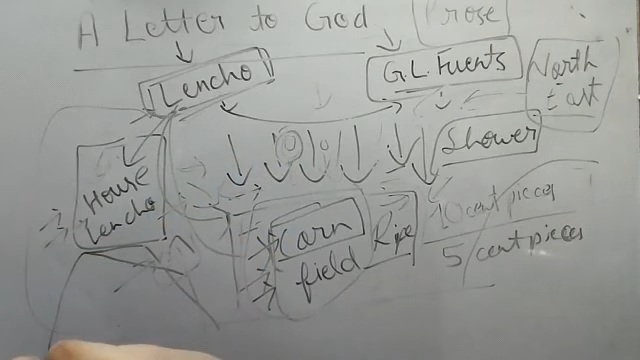 A Letter to God Prose
Lencho
G.L. Fuents
North
East
Shower
House
Lencho
Corn
field
Ripe
10 cent pieces
5 cent pieces